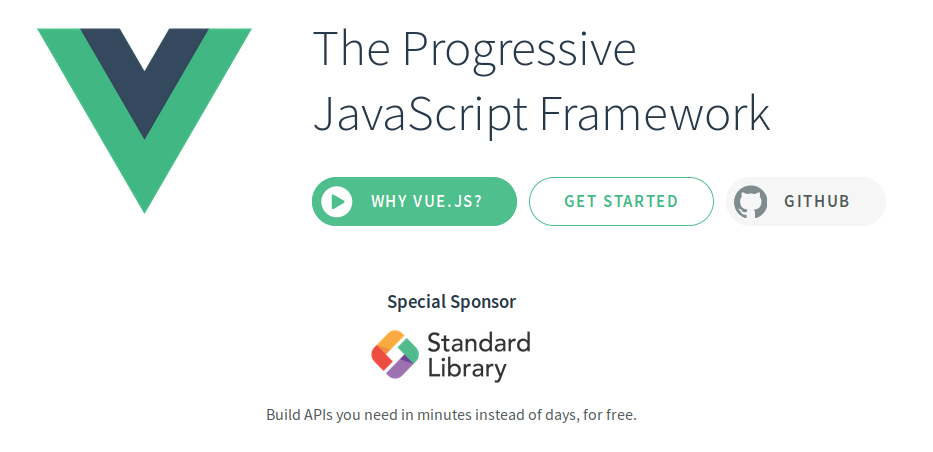 The Progressive
JavaScript Framework
WHY VUE.JS?
GET STARTED
GITHUB
Special Sponsor
Standard
Library
Build APIs you need in minutes instead of days, for free.